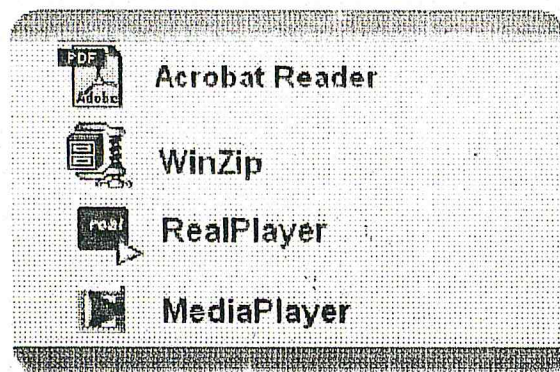 PDF
Adobe
Acrobat Reader
WinZip
real
RealPlayer
MediaPlayer